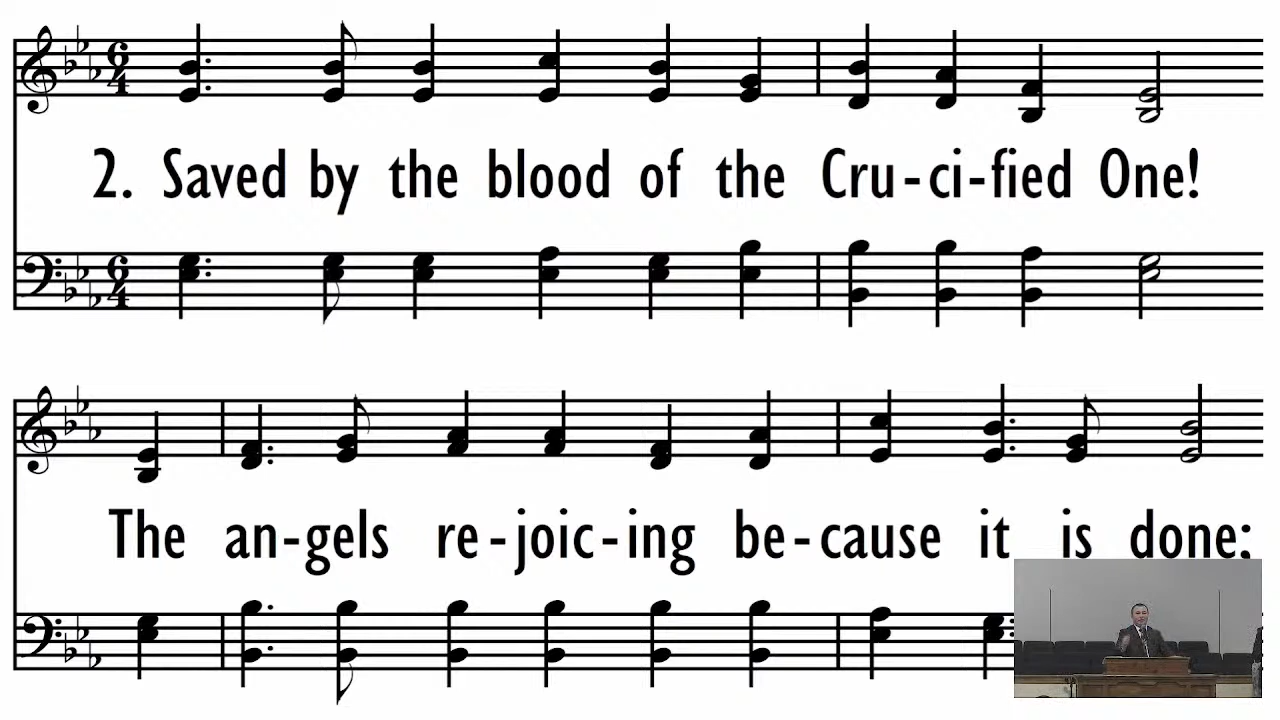 2. Saved by the blood of the Cru-ci-fied One!
The an-gels re-joic-ing be-cause it is done;